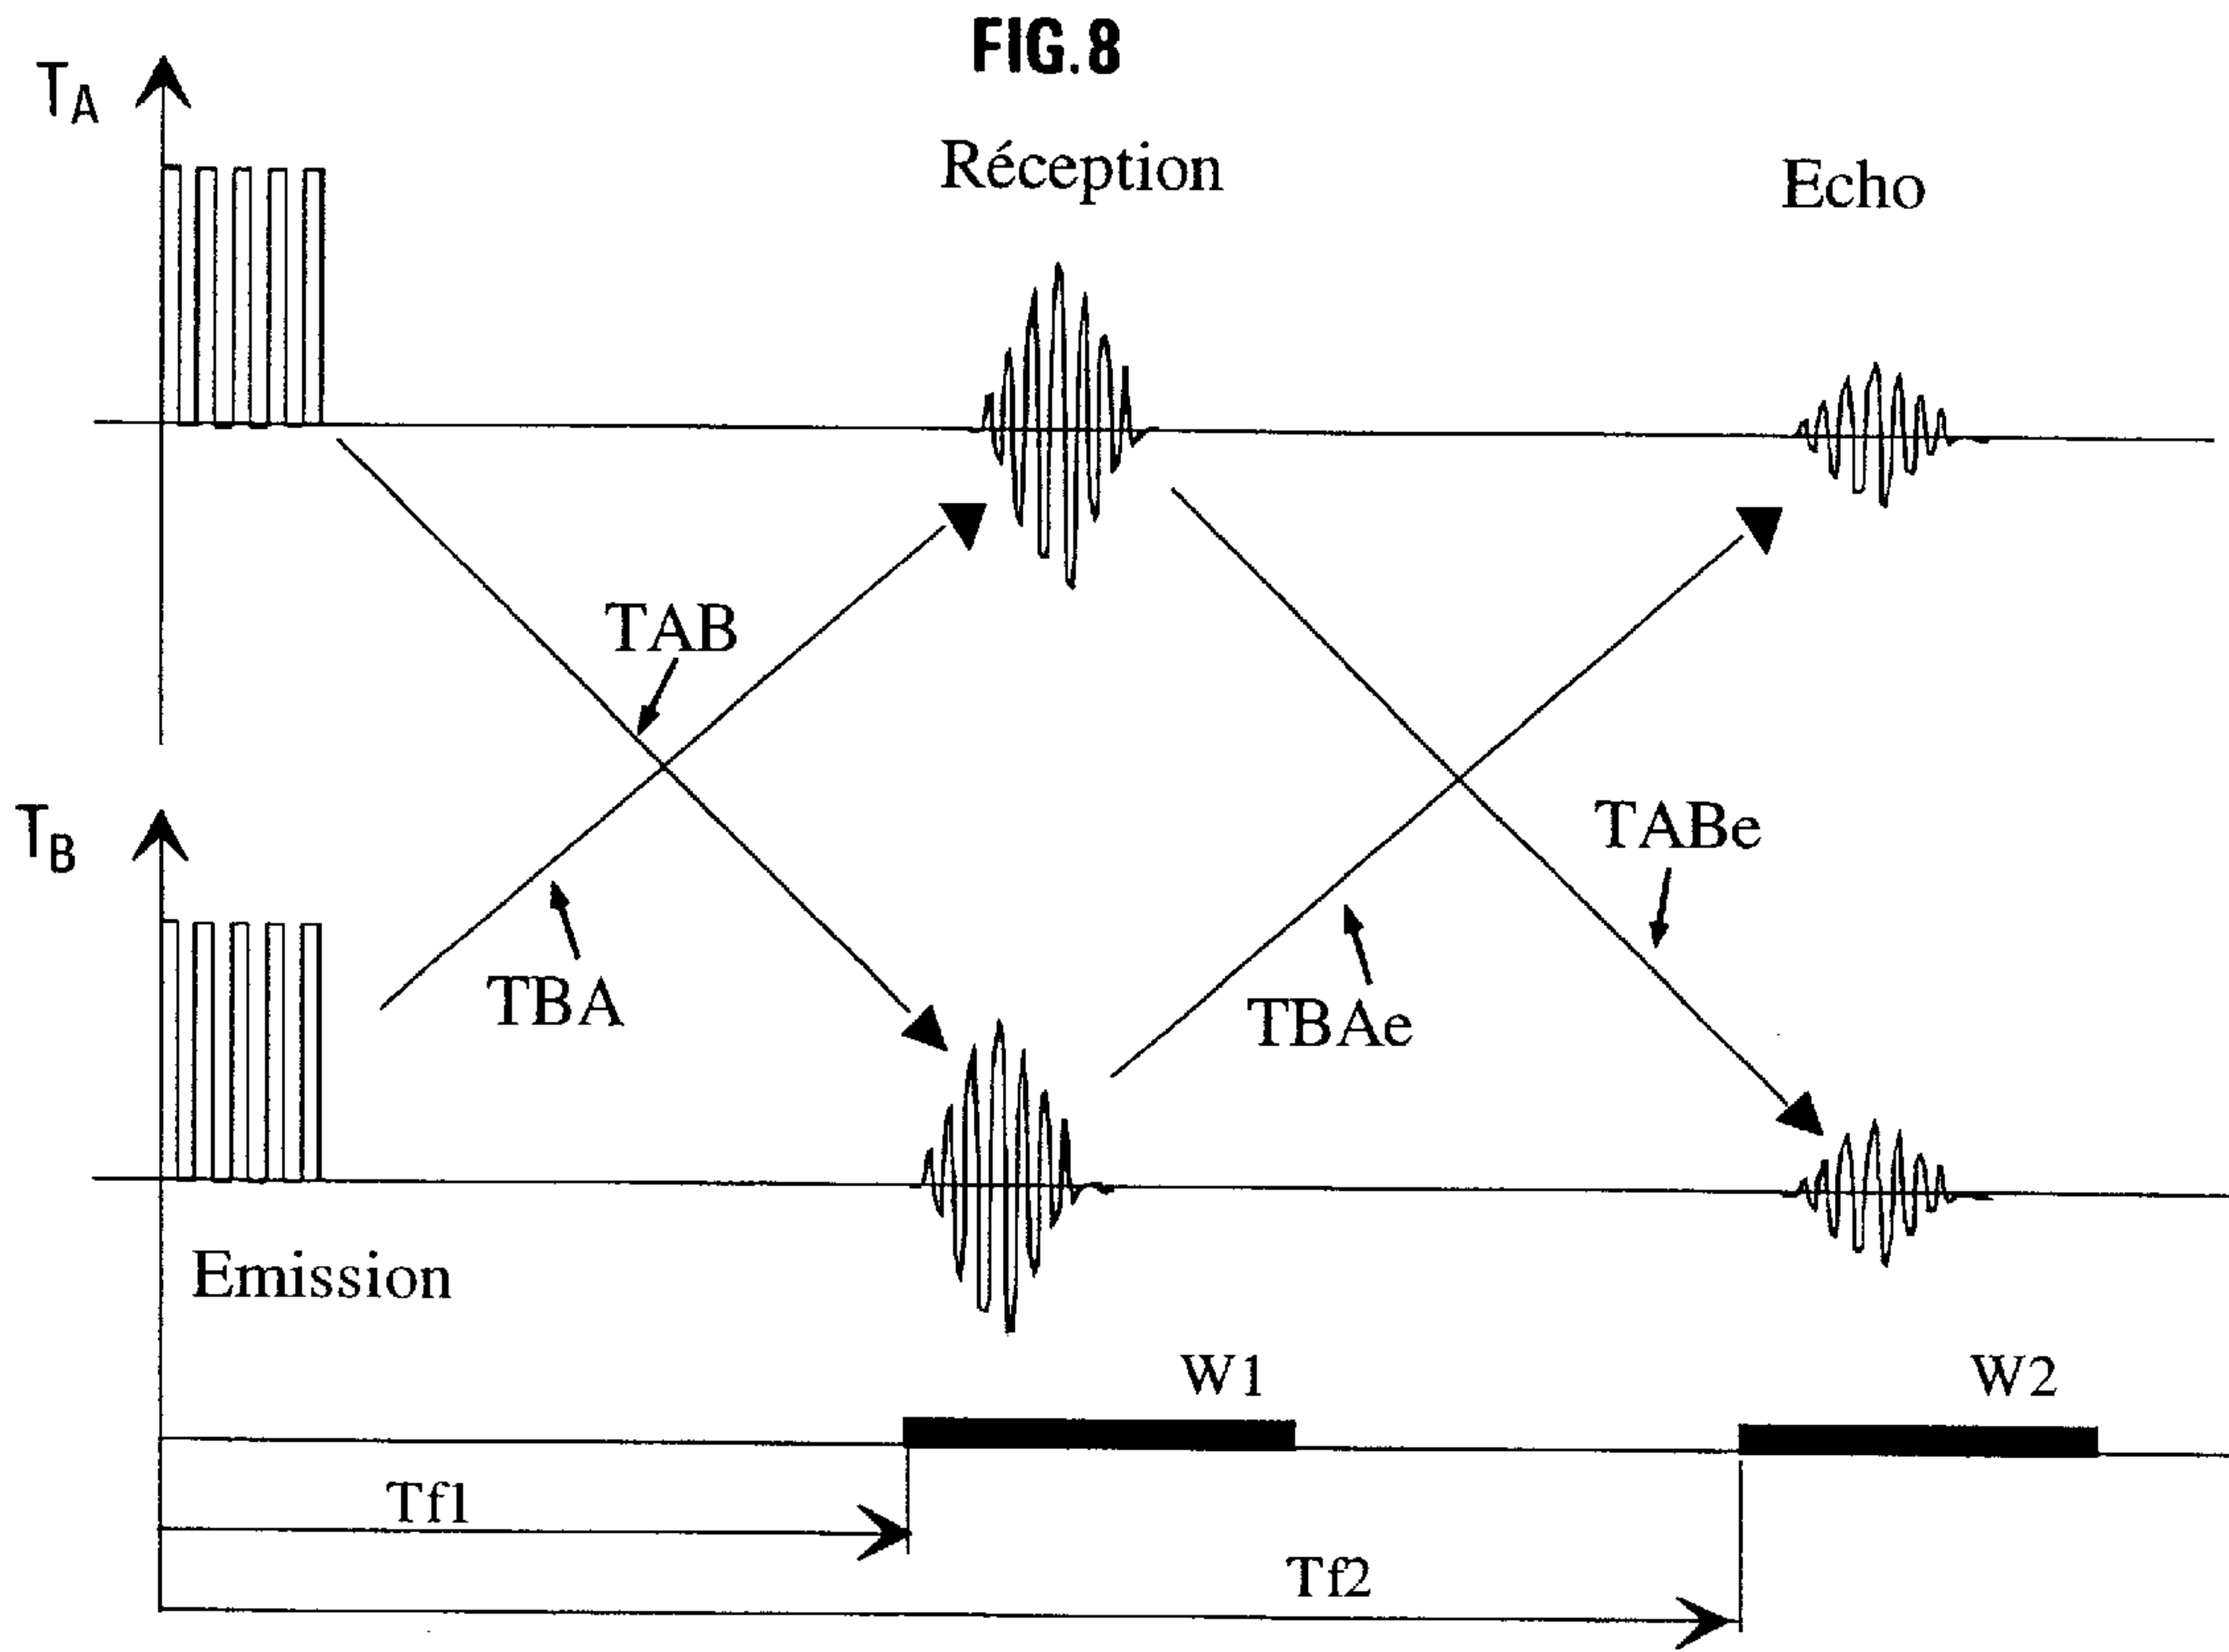 FIG.8
TA
Réception
Echo
TAB
TB
TABe
TBA
TBAe
Emission
W1
W2
Tf1
Tf2